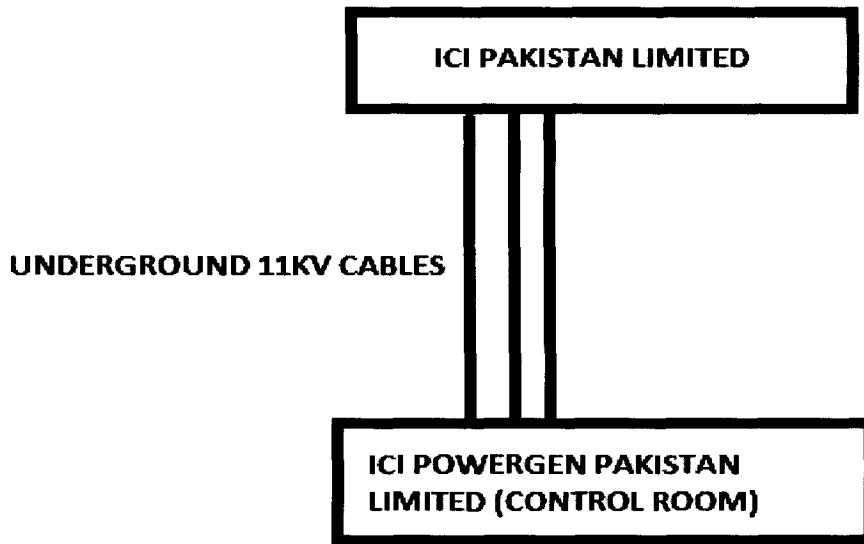 ICI PAKISTAN LIMITED
UNDERGROUND 11KV CABLES
ICI POWERGEN PAKISTAN
LIMITED (CONTROL ROOM)